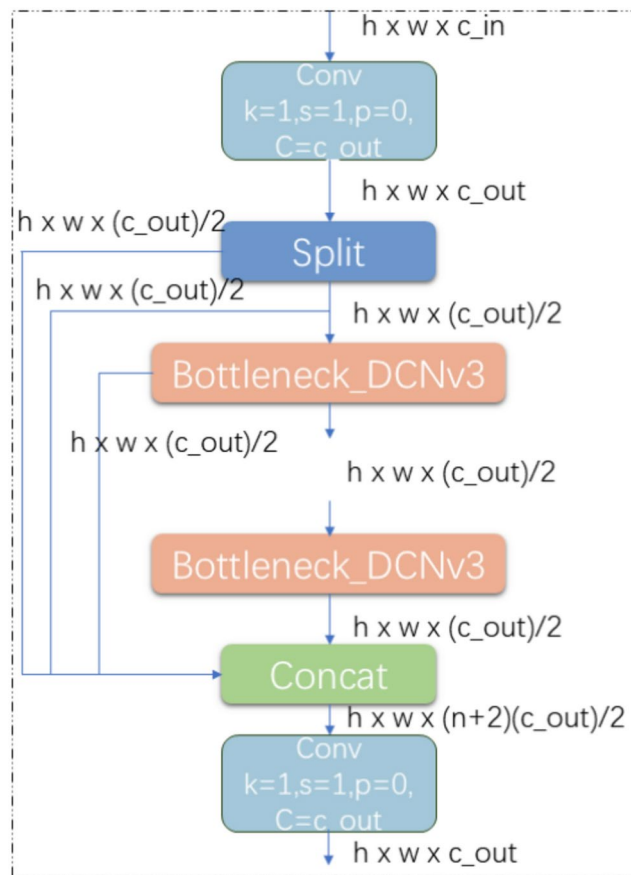 h x w x c_in
Conv
k=1,s=1,p=0,
C=c_out
h x w x c_out
h x w x (c_out)/2
Split
h x w x (c_out)/2
h x w x (c_out)/2
Bottleneck_DCNv3
h x w x (c_out)/2
h x w x (c_out)/2
Bottleneck_DCNv3
h x w x (c_out)/2
Concat
h x w x (n+2)(c_out)/2
Conv
k=1,s=1,p=0,
C=c_out
h x w x c_out